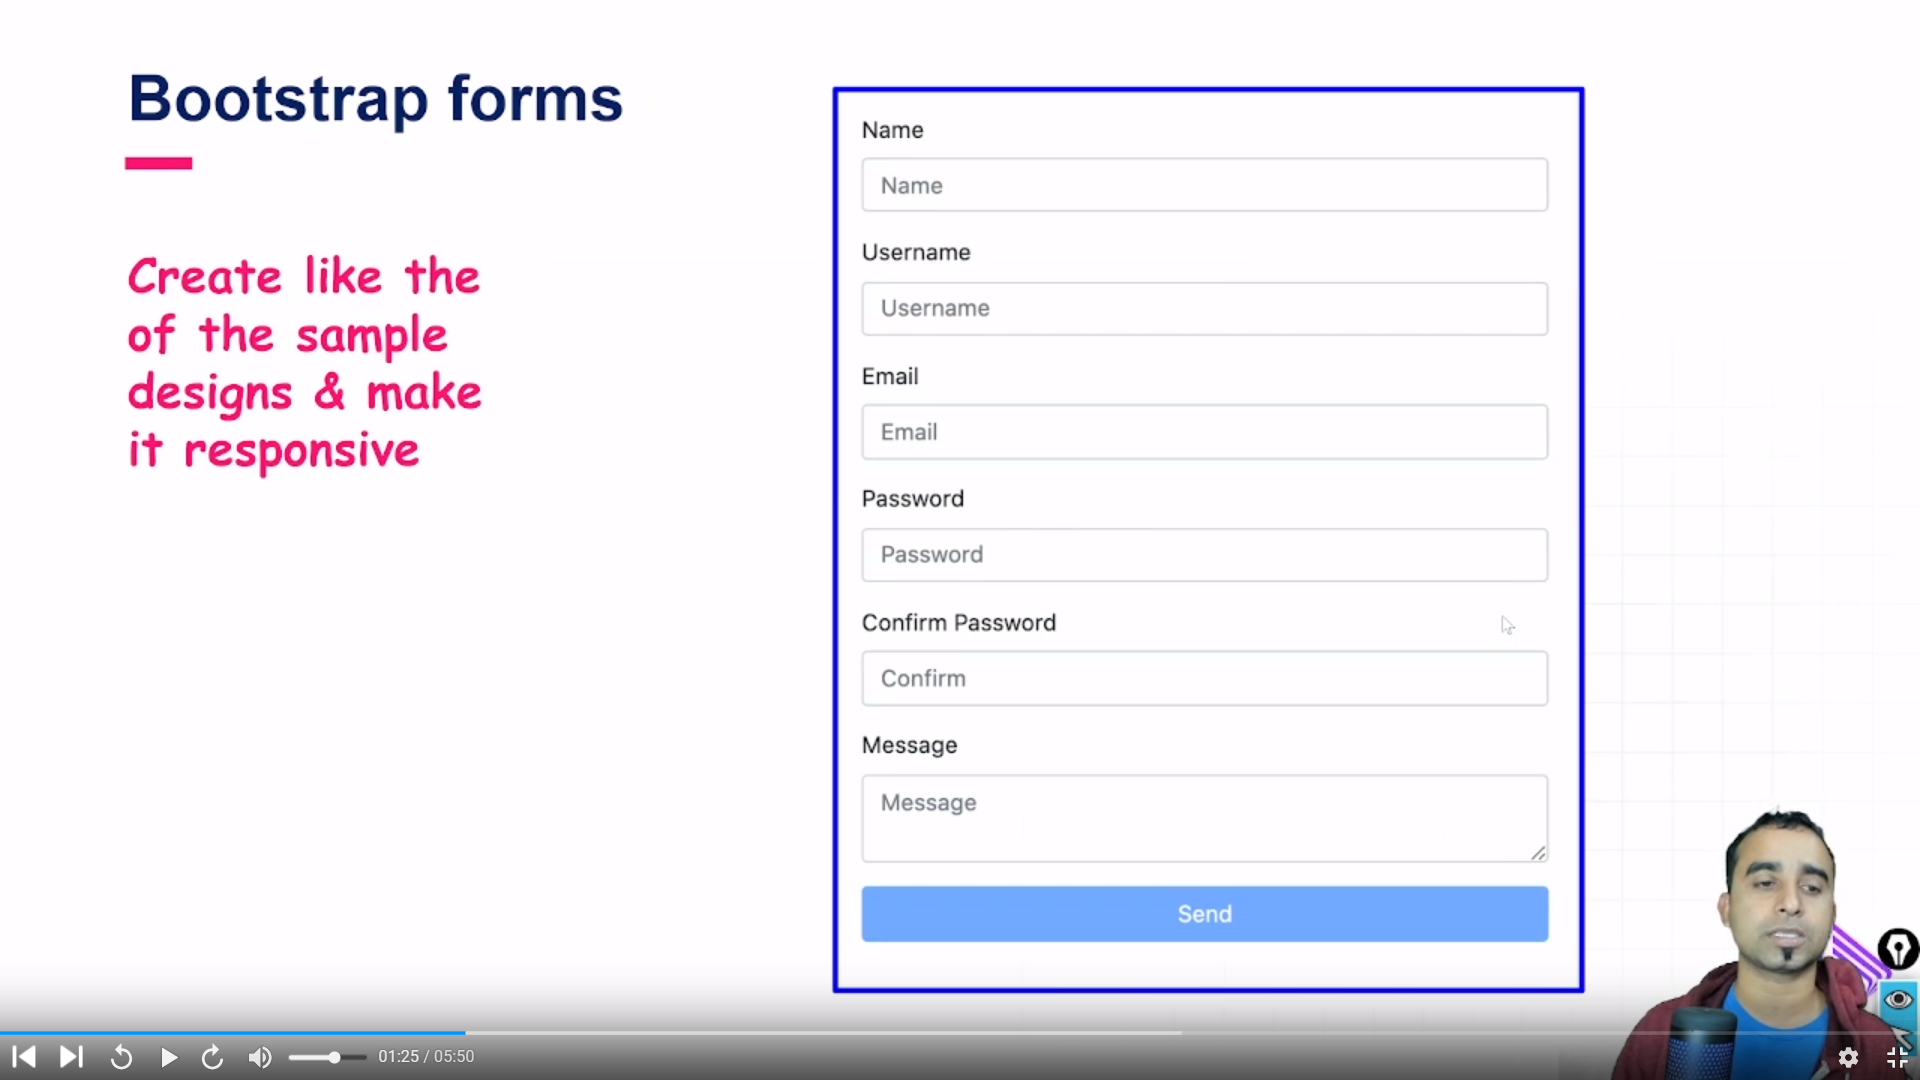 Bootstrap forms
Create like the
of the sample
designs & make
it responsive
Name
Name
Username
Username
Email
Email
Password
Password
Confirm Password
Confirm
Message
Message
Send
01:25 / 05:50